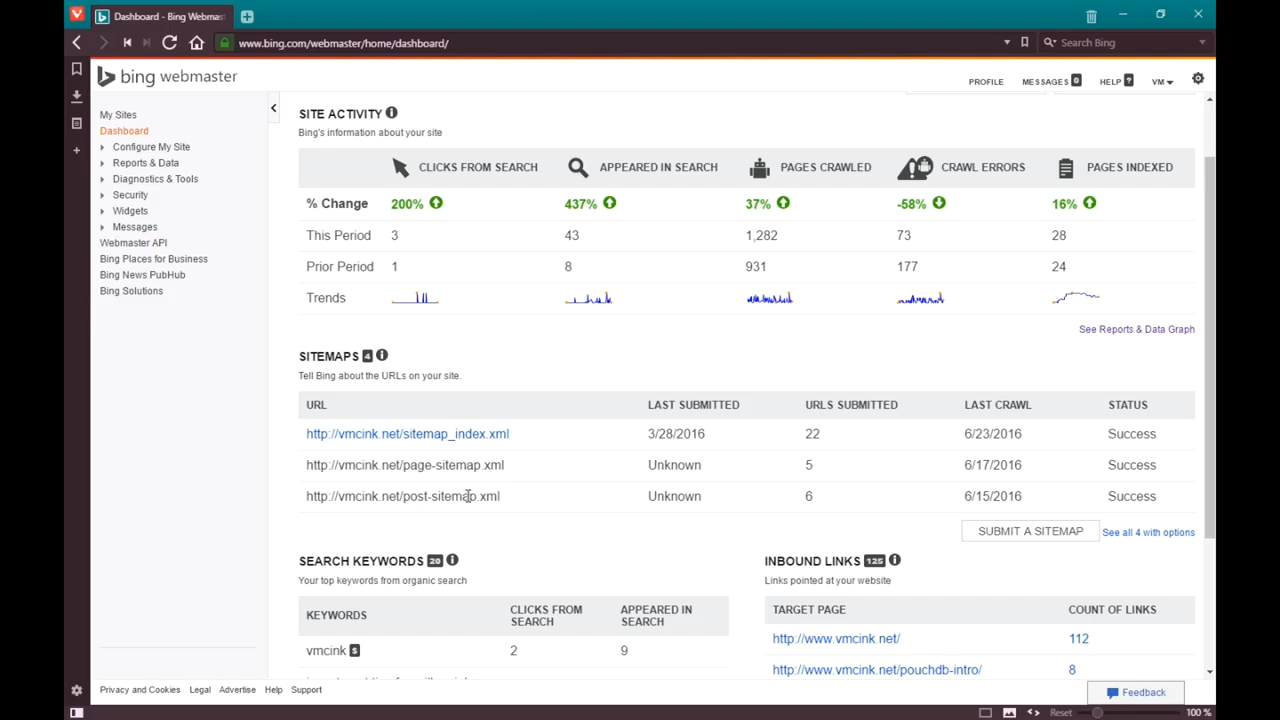 Dashboard - Bing Webmas
www.bing.com/webmaster/home/dashboard/
Search Bing
bing webmaster
PROFILE MESSAGES 0 HELP ? VM
My Sites
Dashboard
Configure My Site
Reports & Data
Diagnostics & Tools
Security
Widgets
Messages
Webmaster API
Bing Places for Business
Bing News PubHub
Bing Solutions
SITE ACTIVITY
Bing's information about your site
CLICKS FROM SEARCH APPEARED IN SEARCH PAGES CRAWLED CRAWL ERRORS PAGES INDEXED
% Change 200% 437% 37% -58% 16%
This Period 3 43 1,282 73 28
Prior Period 1 8 931 177 24
Trends
See Reports & Data Graph
SITEMAPS 4
Tell Bing about the URLs on your site.
URL LAST SUBMITTED URLS SUBMITTED LAST CRAWL STATUS
http://vmcink.net/sitemap_index.xml 3/28/2016 22 6/23/2016 Success
http://vmcink.net/page-sitemap.xml Unknown 5 6/17/2016 Success
http://vmcink.net/post-sitemap.xml Unknown 6 6/15/2016 Success
SUBMIT A SITEMAP See all 4 with options
SEARCH KEYWORDS 20
Your top keywords from organic search
KEYWORDS CLICKS FROM SEARCH APPEARED IN SEARCH
vmcink S 2 9
INBOUND LINKS 125
Links pointed at your website
TARGET PAGE COUNT OF LINKS
http://www.vmcink.net/ 112
http://www.vmcink.net/pouchdb-intro/ 8
Privacy and Cookies Legal Advertise Help Support
Feedback
Reset 100 %